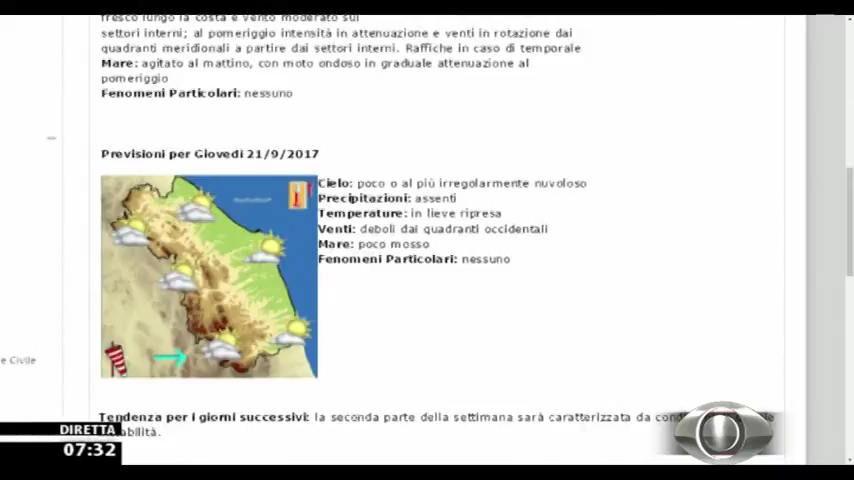 fresco lungo la costa e vento moderato sui
settori interni; al pomeriggio intensità in attenuazione e venti in rotazione dai
quadranti meridionali a partire dai settori interni. Raffiche in caso di temporale
Mare: agitato al mattino, con moto ondoso in graduale attenuazione al
pomeriggio
Fenomeni Particolari: nessuno
Previsioni per Giovedì 21/9/2017
Cielo: poco o al più irregolarmente nuvoloso
Precipitazioni: assenti
Temperature: in lieve ripresa
Venti: deboli dai quadranti occidentali
Mare: poco mosso
Fenomeni Particolari: nessuno
e Civile
Tendenza per i giorni successivi: la seconda parte della settimana sarà caratterizzata da
DIRETTA
07:32